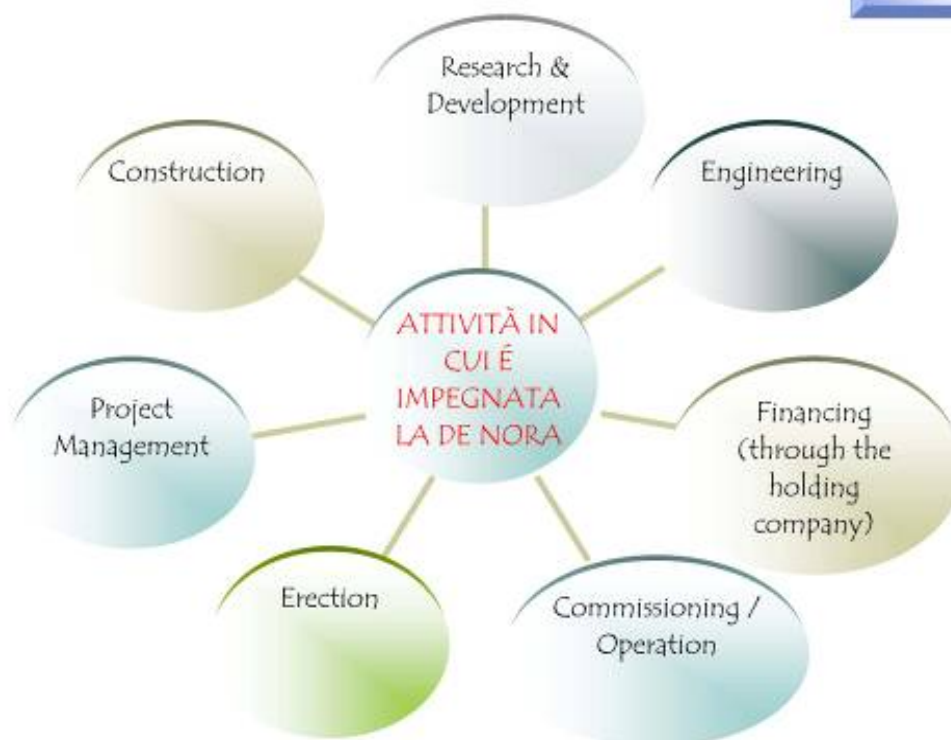 Research &
Development
Construction
Engineering
ATTIVITÀ IN
CUI É
IMPEGNATA
LA DE NORA
Project
Management
Financing
(through the
holding
company)
Erection
Commissioning /
Operation